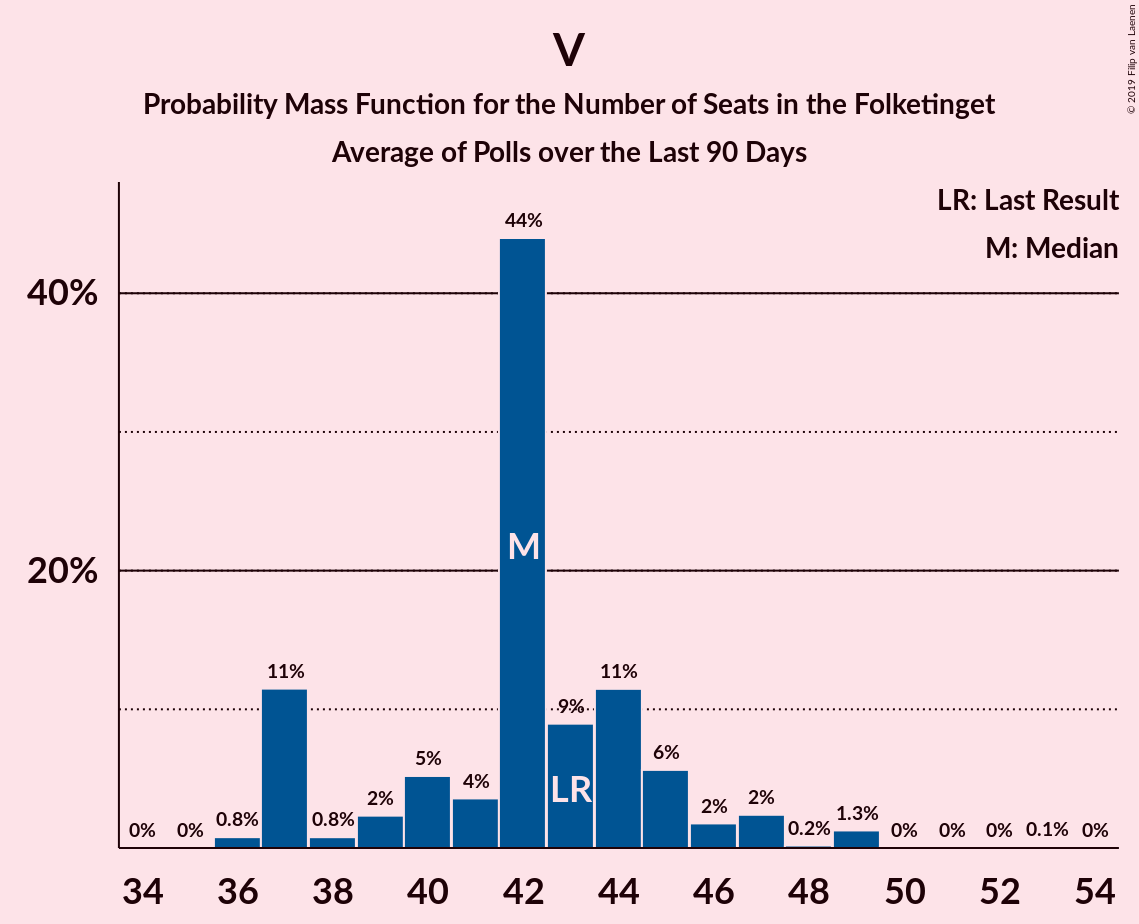 V
Probability Mass Function for the Number of Seats in the Folketinget
Average of Polls over the Last 90 Days
© 2019 Filip van Laenen
LR: Last Result
M: Median
40%
20%
0% 0% 0.8% 11% 0.8% 2% 5% 4% 44% 9% 11% 6% 2% 2% 0.2% 1.3% 0% 0% 0% 0.1% 0%
M
LR
34 36 38 40 42 44 46 48 50 52 54